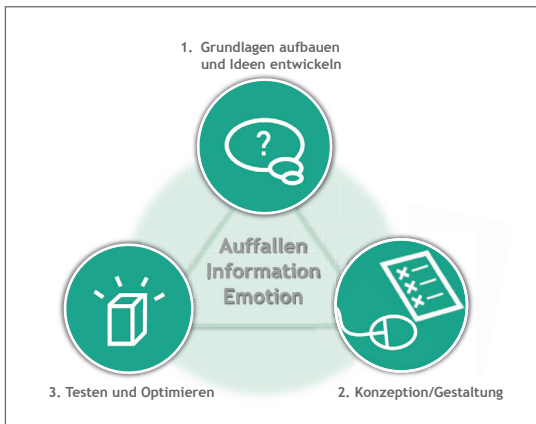 1. Grundlagen aufbauen
und Ideen entwickeln
?
Auffallen
Information
Emotion
3. Testen und Optimieren
2. Konzeption/Gestaltung